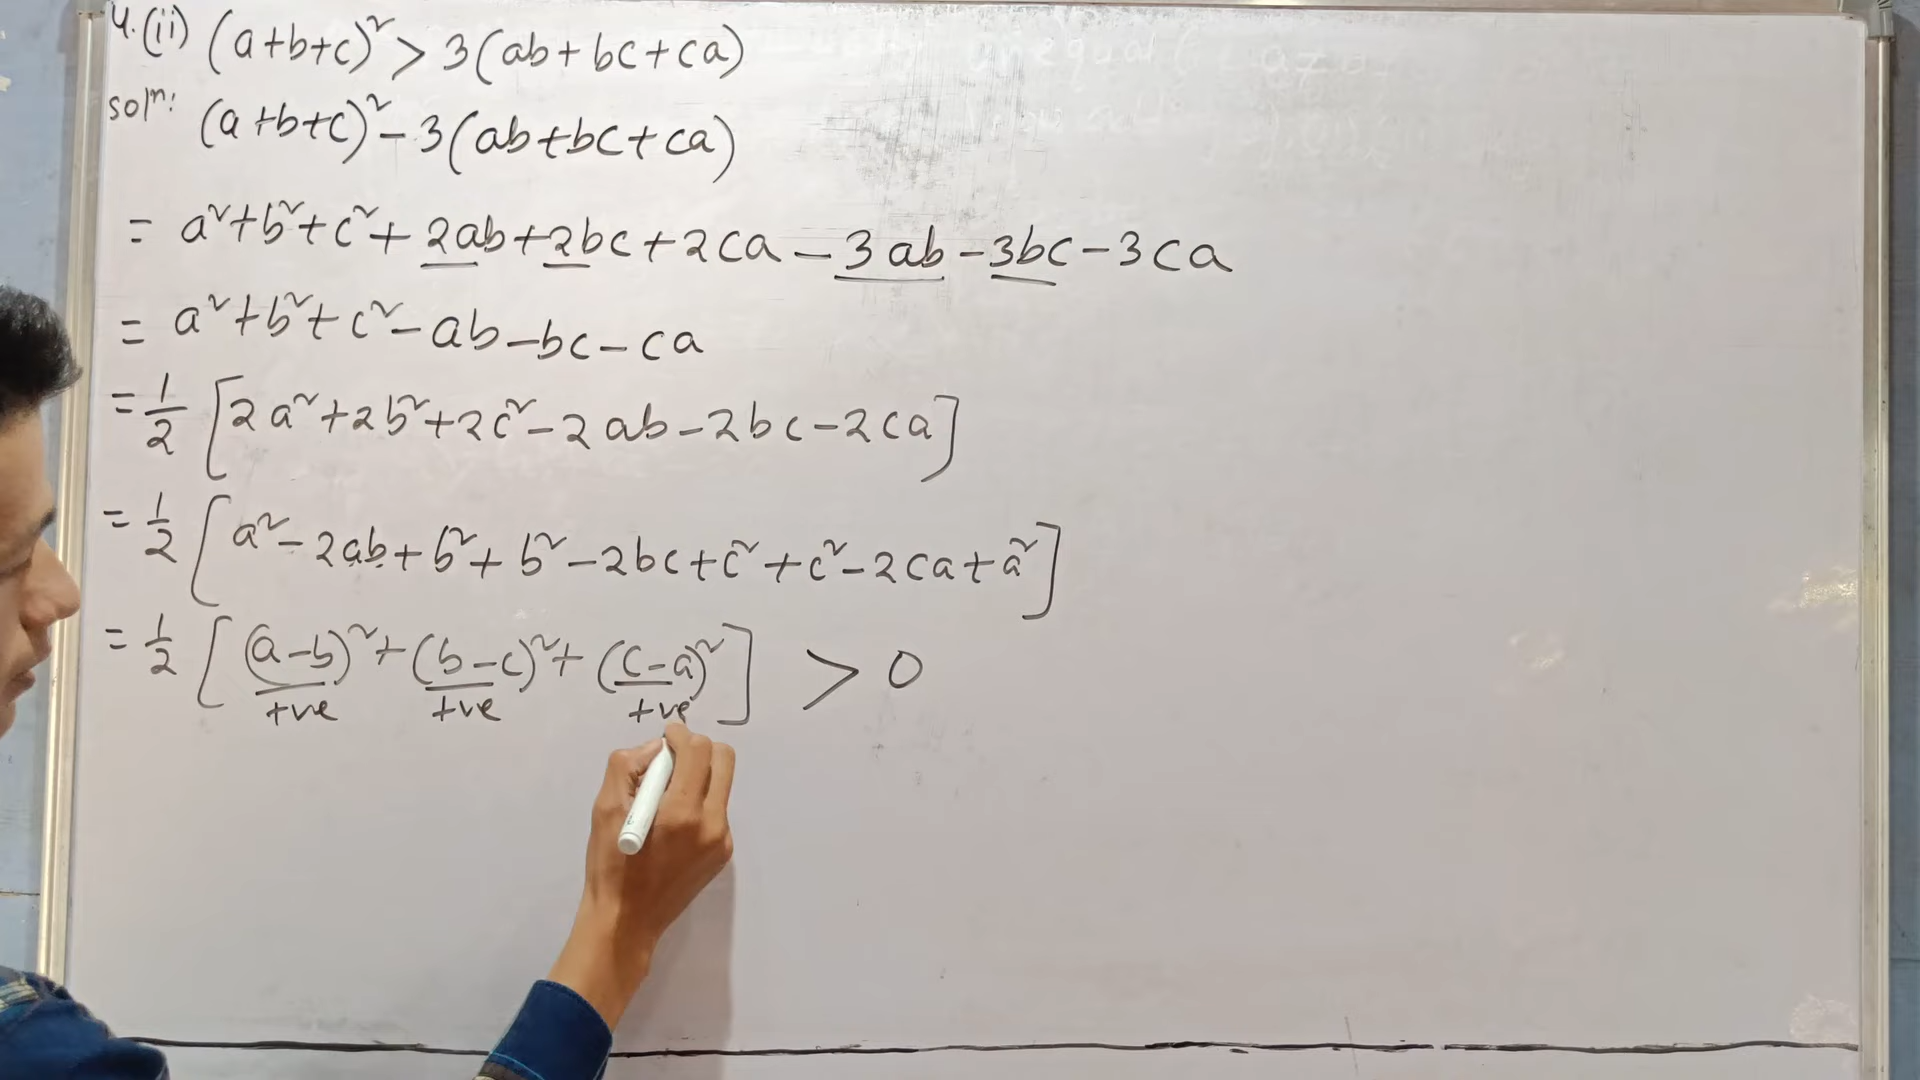 4.(ii) (a+b+c)² > 3(ab+bc+ca)
solⁿ: (a+b+c)²-3(ab+bc+ca)
= a²+b²+c²+2ab+2bc+2ca-3ab-3bc-3ca
= a²+b²+c²-ab-bc-ca
= 1/2 [2a²+2b²+2c²-2ab-2bc-2ca]
= 1/2 [a²-2ab+b²+b²-2bc+c²+c²-2ca+a²]
= 1/2 [(a-b)²+(b-c)²+(c-a)²] > 0
+ve +ve +ve